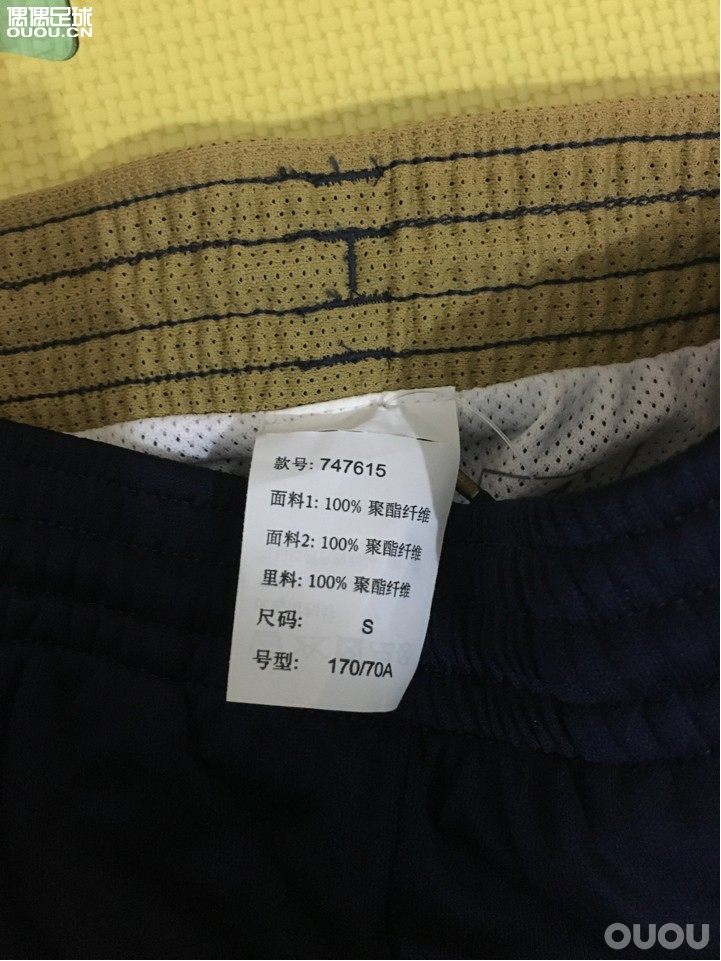 偶偶足球
OUOU.CN
款号: 747615
面料1: 100% 聚酯纤维
面料2: 100% 聚酯纤维
里料: 100% 聚酯纤维
尺码: S
号型: 170/70A
OUOU